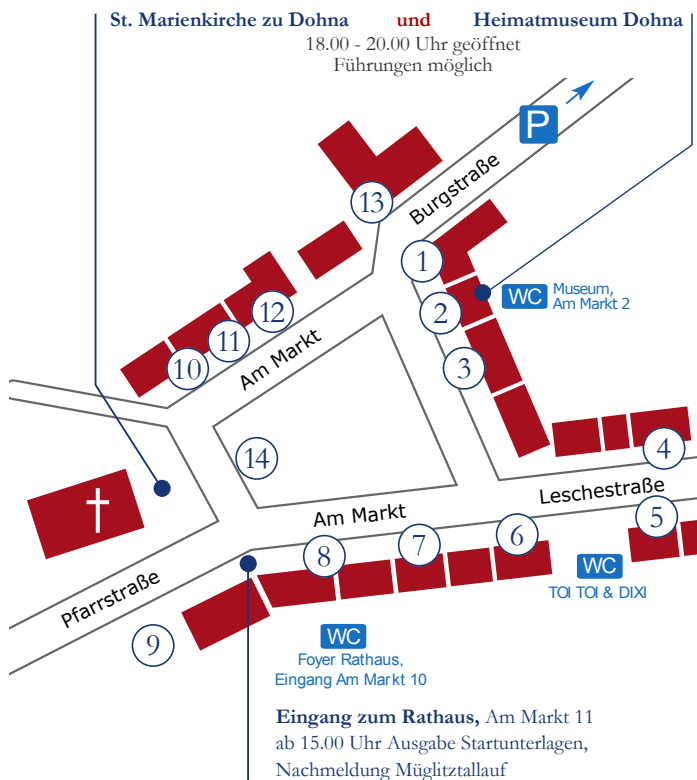 St. Marienkirche zu Dohna und Heimatmuseum Dohna
18.00 - 20.00 Uhr geöffnet
Führungen möglich
P
Burgstraße
13
1
WC Museum,
Am Markt 2
2
12
11
10
Am Markt
3
14
4
Leschestraße
Am Markt
5
6
7
8
WC
TOI TOI & DIXI
Pfarrstraße
9
WC
Foyer Rathaus,
Eingang Am Markt 10
Eingang zum Rathaus, Am Markt 11
ab 15.00 Uhr Ausgabe Startunterlagen,
Nachmeldung Müglitztallauf